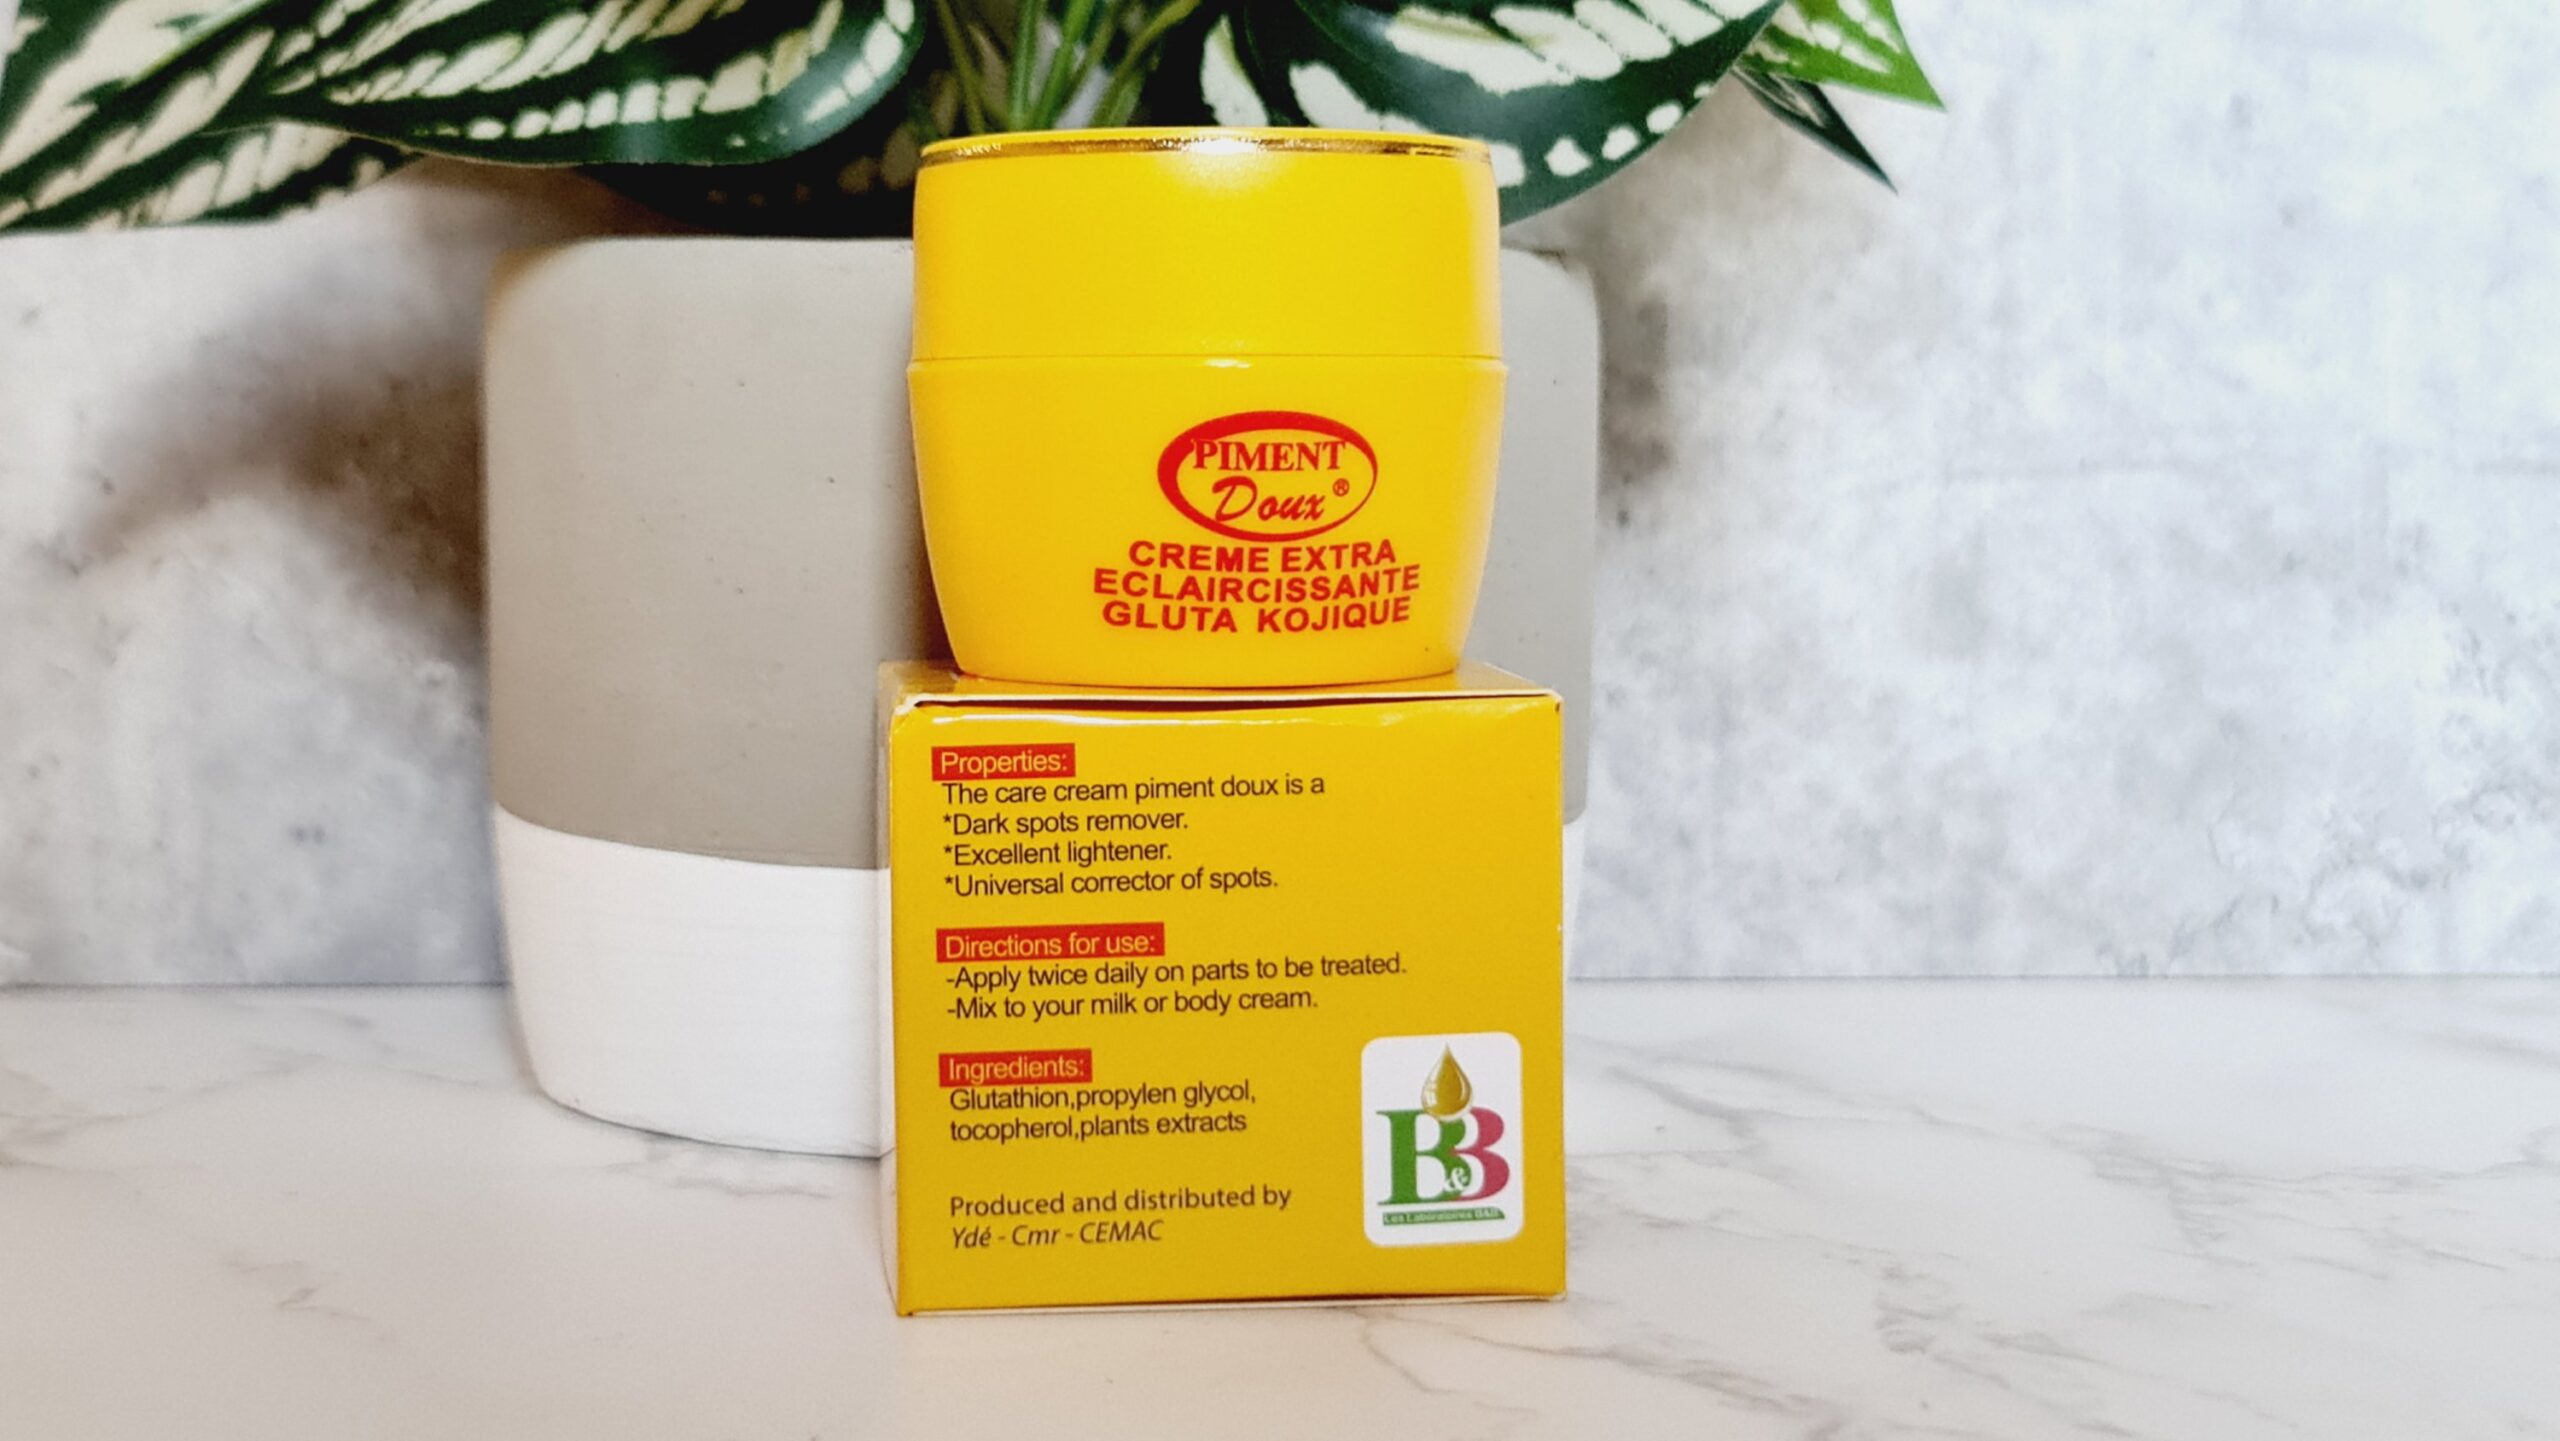 PIMENT
Doux®
CREME EXTRA
ECLAIRCISSANTE
GLUTA KOJIQUE
Properties:
The care cream piment doux is a
*Dark spots remover.
*Excellent lightener.
*Universal corrector of spots.
Directions for use:
-Apply twice daily on parts to be treated.
-Mix to your milk or body cream.
Ingredients:
Glutathion,propylen glycol,
tocopherol,plants extracts
B&B
Les Laboratoires B&B
Produced and distributed by
Ydé - Cmr - CEMAC